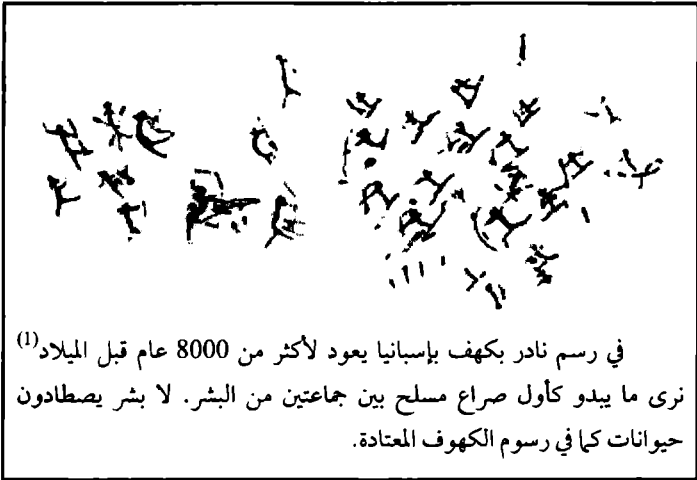 في رسم نادر بكهف بإسبانيا يعود لأكثر من 8000 عام قبل الميلاد(1)
نرى ما يبدو كأول صراع مسلح بين جماعتين من البشر. لا بشر يصطادون
حيوانات كما في رسوم الكهوف المعتادة.